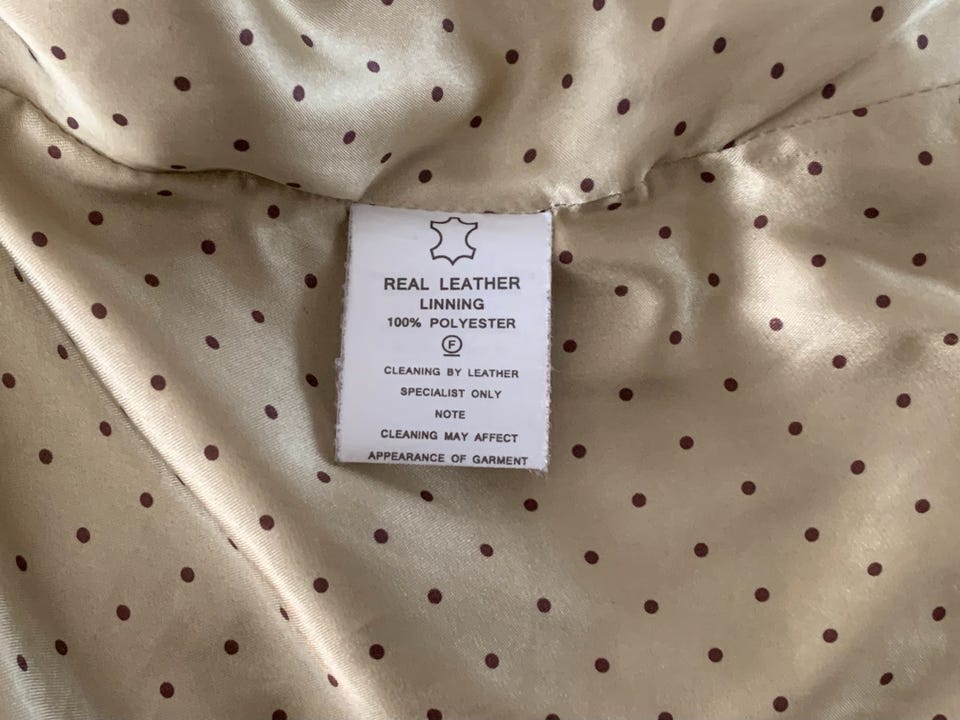 REAL LEATHER
LINNING
100% POLYESTER
F
CLEANING BY LEATHER
SPECIALIST ONLY
NOTE
CLEANING MAY AFFECT
APPEARANCE OF GARMENT